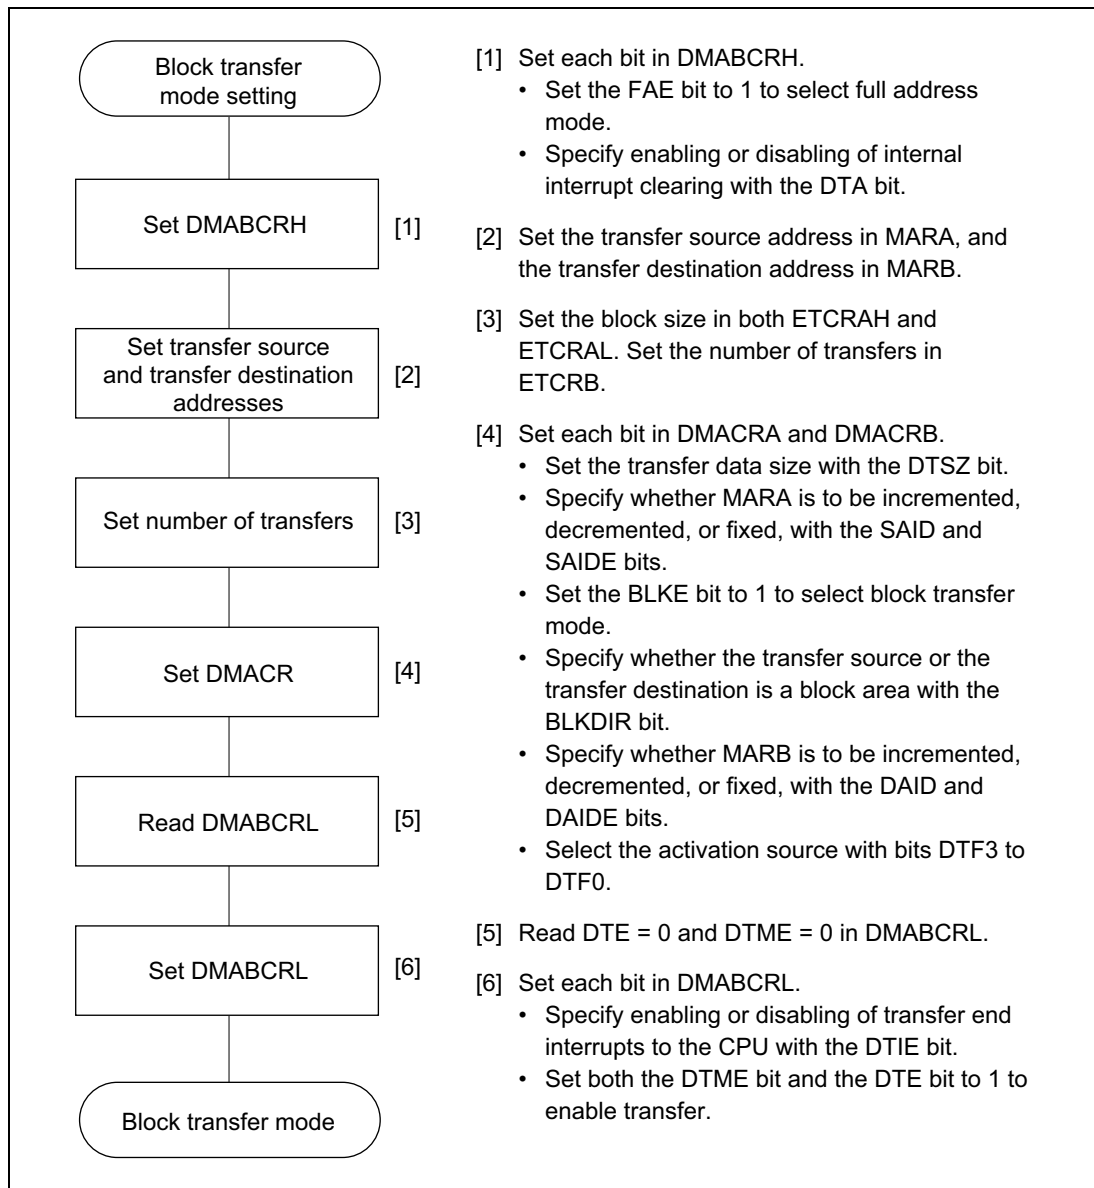 Block transfer
mode setting
Set DMABCRH
[1]
Set transfer source
and transfer destination
addresses
[2]
Set number of transfers
[3]
Set DMACR
[4]
Read DMABCRL
[5]
Set DMABCRL
[6]
Block transfer mode
[1] Set each bit in DMABCRH.
• Set the FAE bit to 1 to select full address
mode.
• Specify enabling or disabling of internal
interrupt clearing with the DTA bit.
[2] Set the transfer source address in MARA, and
the transfer destination address in MARB.
[3] Set the block size in both ETCRAH and
ETCRAL. Set the number of transfers in
ETCRB.
[4] Set each bit in DMACRA and DMACRB.
• Set the transfer data size with the DTSZ bit.
• Specify whether MARA is to be incremented,
decremented, or fixed, with the SAID and
SAIDE bits.
• Set the BLKE bit to 1 to select block transfer
mode.
• Specify whether the transfer source or the
transfer destination is a block area with the
BLKDIR bit.
• Specify whether MARB is to be incremented,
decremented, or fixed, with the DAID and
DAIDE bits.
• Select the activation source with bits DTF3 to
DTF0.
[5] Read DTE = 0 and DTME = 0 in DMABCRL.
[6] Set each bit in DMABCRL.
• Specify enabling or disabling of transfer end
interrupts to the CPU with the DTIE bit.
• Set both the DTME bit and the DTE bit to 1 to
enable transfer.